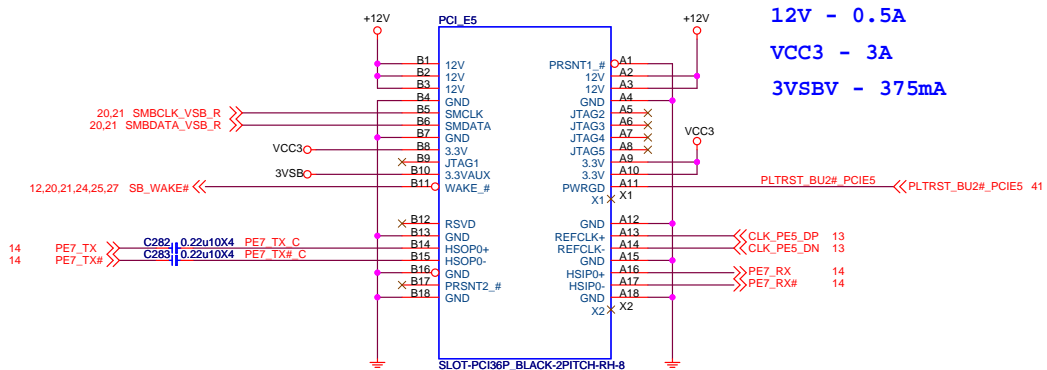 12V - 0.5A
VCC3 - 3A
3VSBV - 375mA
+12V
PCI_E5
+12V
B1 12V PRSNT1_# A1
B2 12V 12V A2
B3 12V 12V A3
B4 GND GND A4
20,21 SMBCLK_VSB_R B5 SMCLK JTAG2 A5
20,21 SMBDATA_VSB_R B6 SMDATA JTAG3 A6
B7 GND JTAG4 A7
VCC3 B8 3.3V JTAG5 A8 VCC3
B9 JTAG1 3.3V A9
3VSB B10 3.3VAUX 3.3V A10
12,20,21,24,25,27 SB_WAKE# B11 WAKE_# PWRGD A11 PLTRST_BU2#_PCIE5 PLTRST_BU2#_PCIE5 41
X1 X1
B12 RSVD GND A12
B13 GND REFCLK+ A13 CLK_PE5_DP 13
14 PE7_TX C282 0.22u10X4 PE7_TX_C B14 HSOP0+ REFCLK- A14 CLK_PE5_DN 13
14 PE7_TX# C283 0.22u10X4 PE7_TX#_C B15 HSOP0- GND A15
B16 GND HSIP0+ A16 PE7_RX 14
B17 PRSNT2_# HSIP0- A17 PE7_RX# 14
B18 GND GND A18
X2 X2
SLOT-PCI36P_BLACK-2PITCH-RH-8